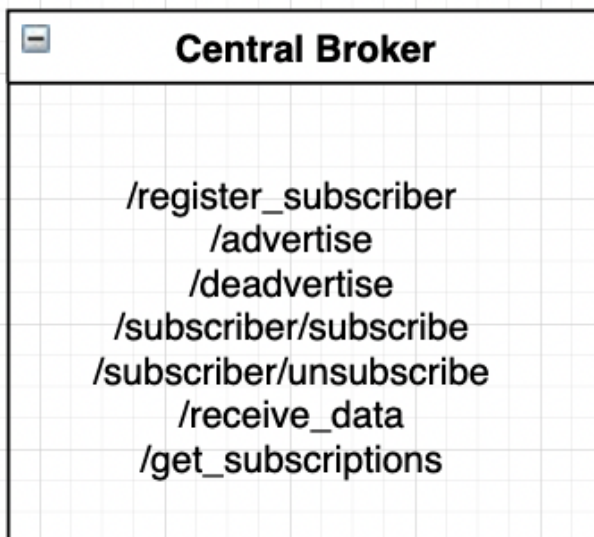 Central Broker
/register_subscriber
/advertise
/deadvertise
/subscriber/subscribe
/subscriber/unsubscribe
/receive_data
/get_subscriptions